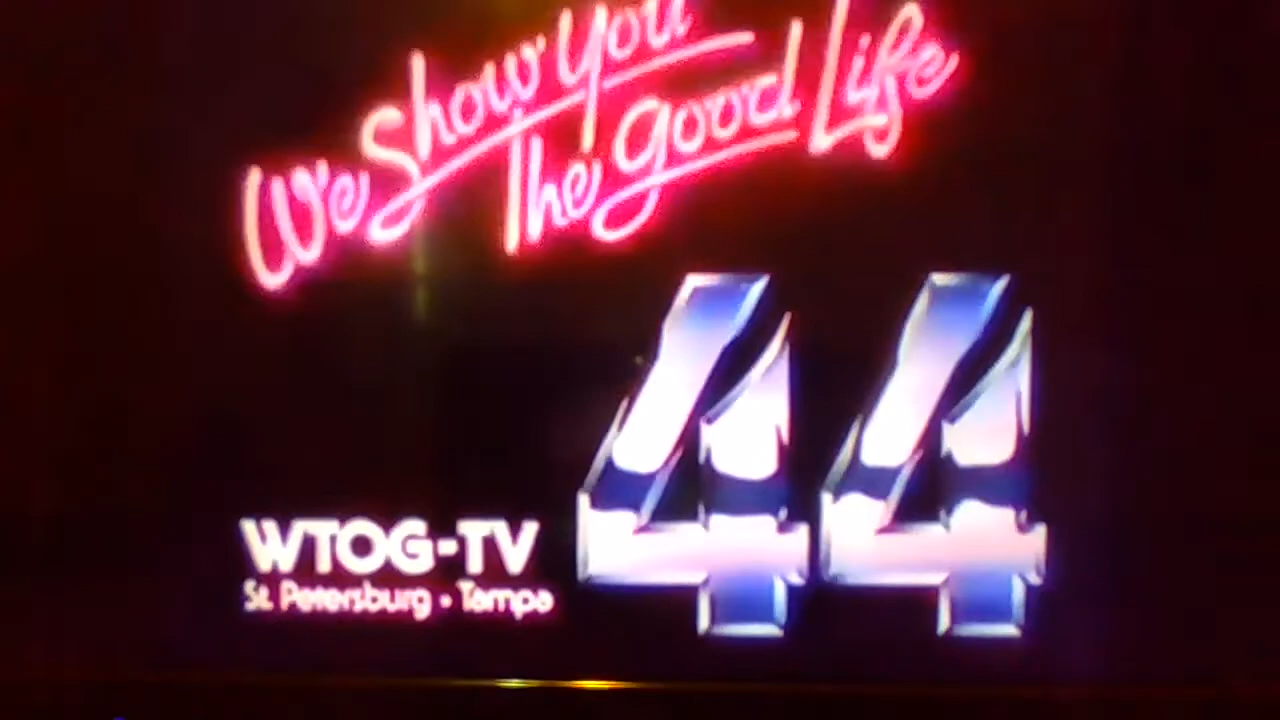 We Show You
The Good Life
44
WTOG-TV
St. Petersburg • Tampa